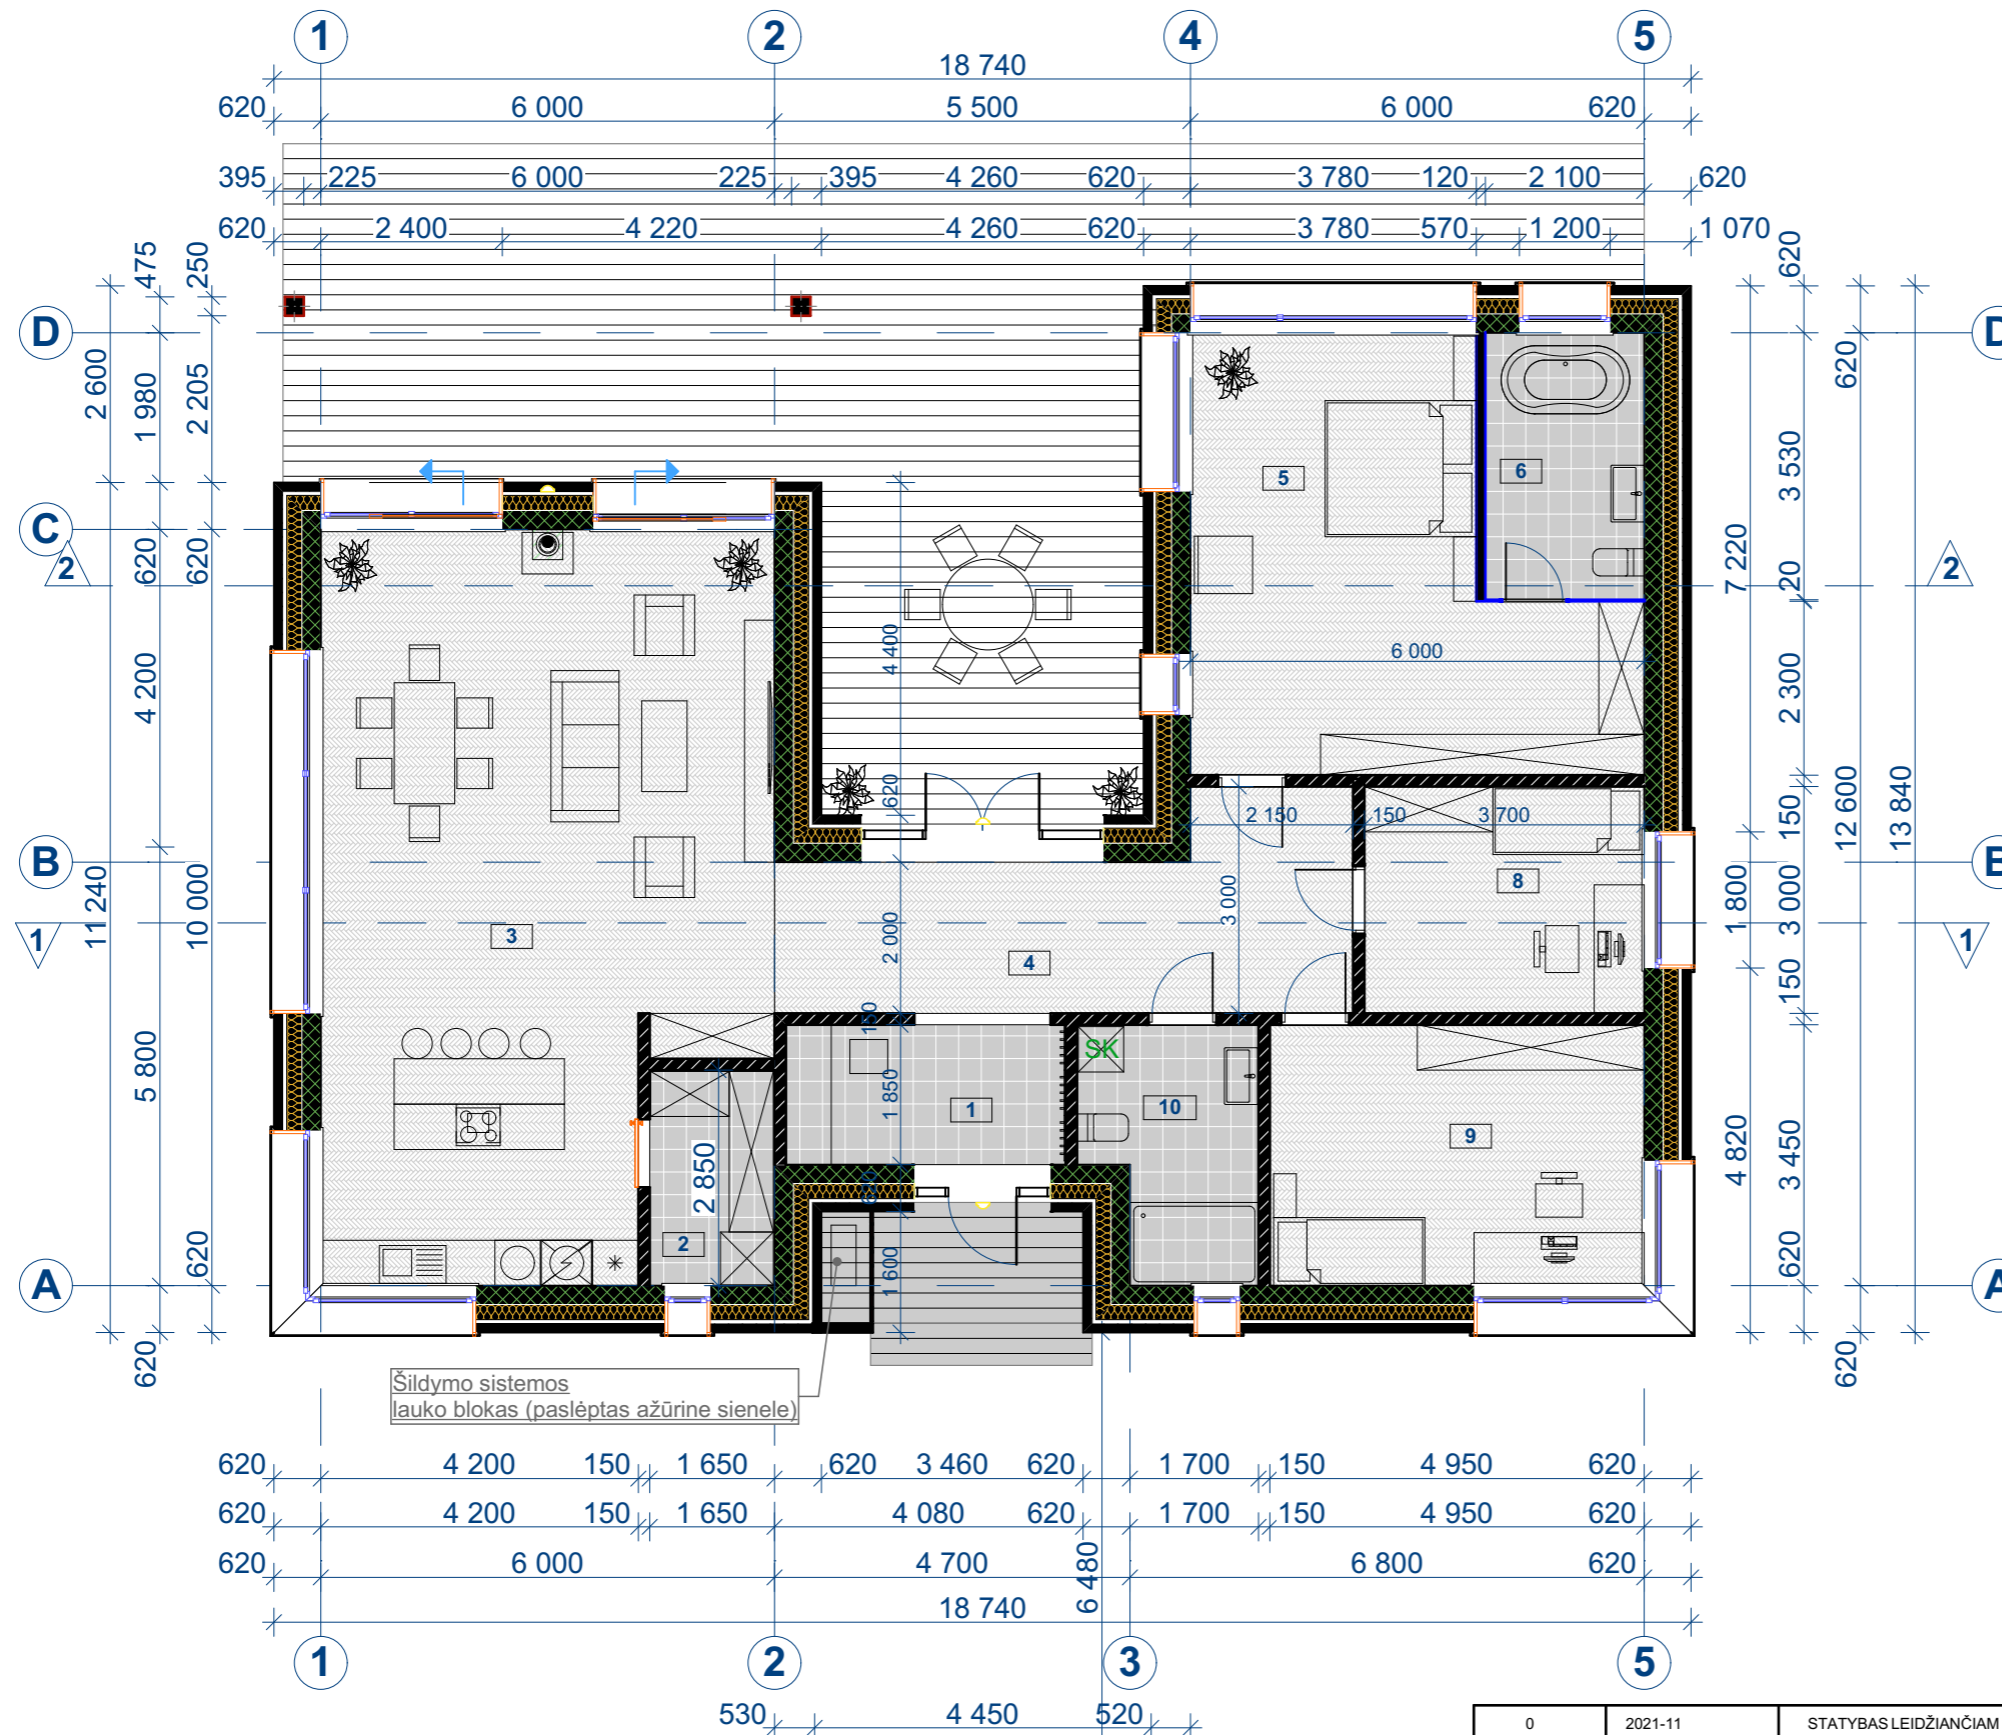 1 2 4 5
18 740
620 6 000 5 500 6 000 620
395 225 6 000 225 395 4 260 620 3 780 120 2 100 620
620 2 400 4 220 4 260 620 3 780 570 1 200 1 070
475 250 620
D D
2 600 1 980 2 205 620
5 6 3 530
C
2 620 620 7 220 20 2
4 400
4 200 6 000 2 300
620
2 150 150 3 700 150 12 600 13 840
B B
8
11 240 10 000 3 000 1 800 3 000
1 3 2 000 4 1
150 150
SK
5 800 1 850 1 10 9 4 820 3 450
2 850
620
620 2 1 600 620
A A
620 620
Šildymo sistemos
lauko blokas (paslėptas ažūrine sienele)
620 4 200 150 1 650 620 3 460 620 1 700 150 4 950 620
620 4 200 150 1 650 4 080 620 1 700 150 4 950 620
620 6 000 4 700 6 480 6 800 620
18 740
1 2 3 5
530 4 450 520
0 2021-11 STATYBAS LEIDŽIANČIAM